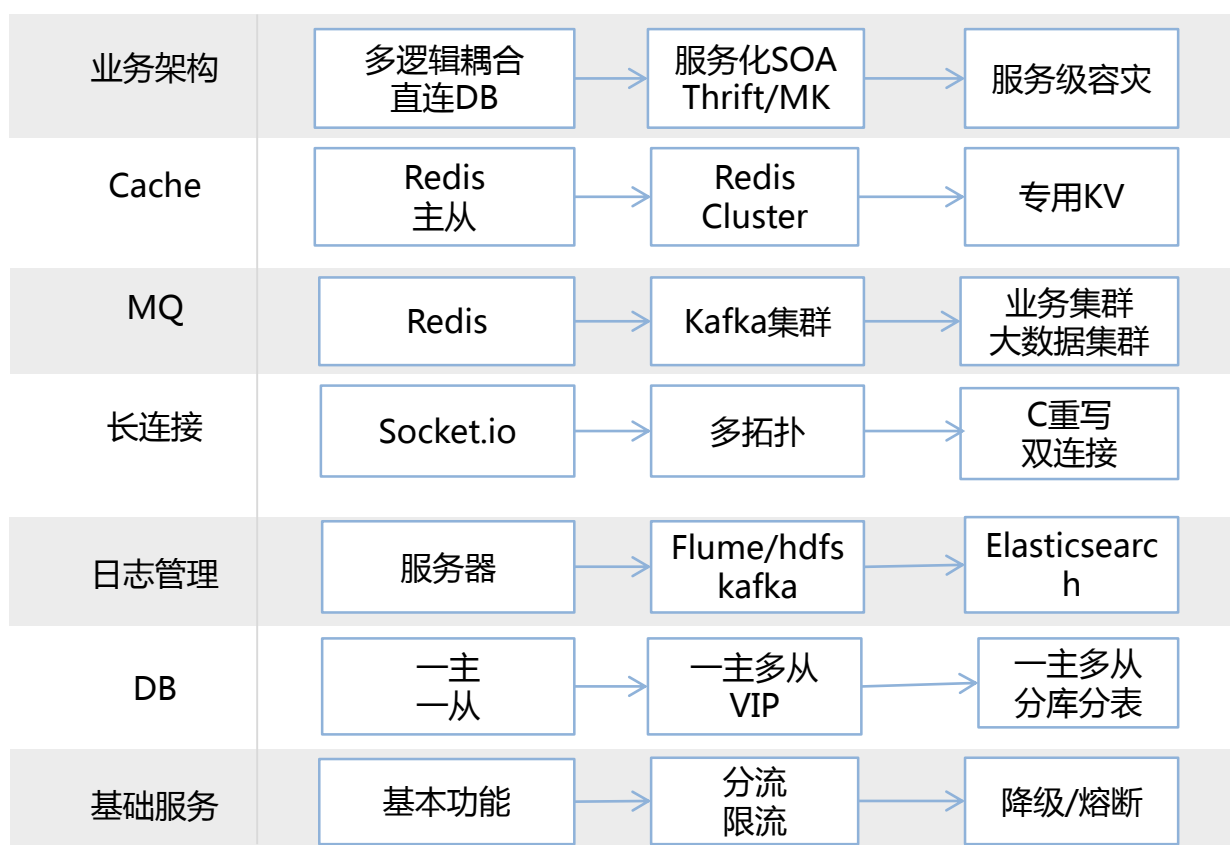 业务架构
多逻辑耦合
直连DB
服务化SOA
Thrift/MK
服务级容灾
Cache
Redis
主从
Redis
Cluster
专用KV
MQ
Redis
Kafka集群
业务集群
大数据集群
长连接
Socket.io
多拓扑
C重写
双连接
日志管理
服务器
Flume/hdfs
kafka
Elasticsearc
h
DB
一主
一从
一主多从
VIP
一主多从
分库分表
基础服务
基本功能
分流
限流
降级/熔断